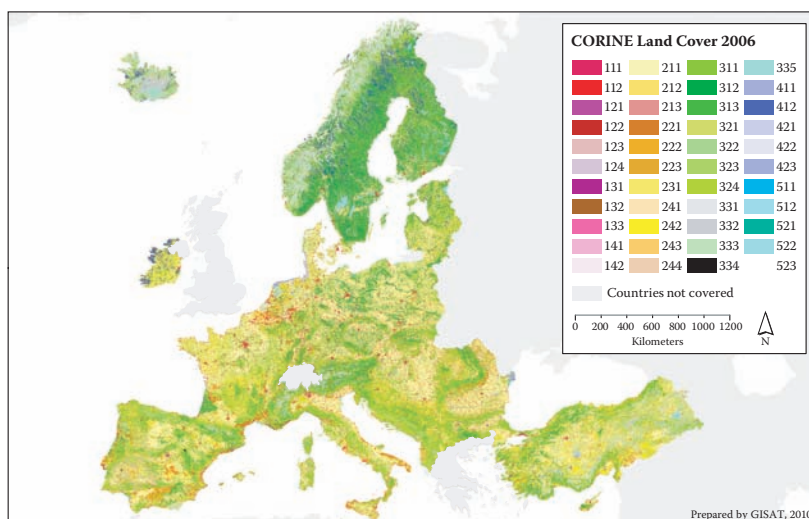 CORINE Land Cover 2006
111 211 311 335
112 212 312 411
121 213 313 412
122 221 321 421
123 222 322 422
124 223 323 423
131 231 324 511
132 241 331 512
133 242 332 521
141 243 333 522
142 244 334 523
Countries not covered
0 200 400 600 800 1000 1200
Kilometers
N
Prepared by GISAT, 2010